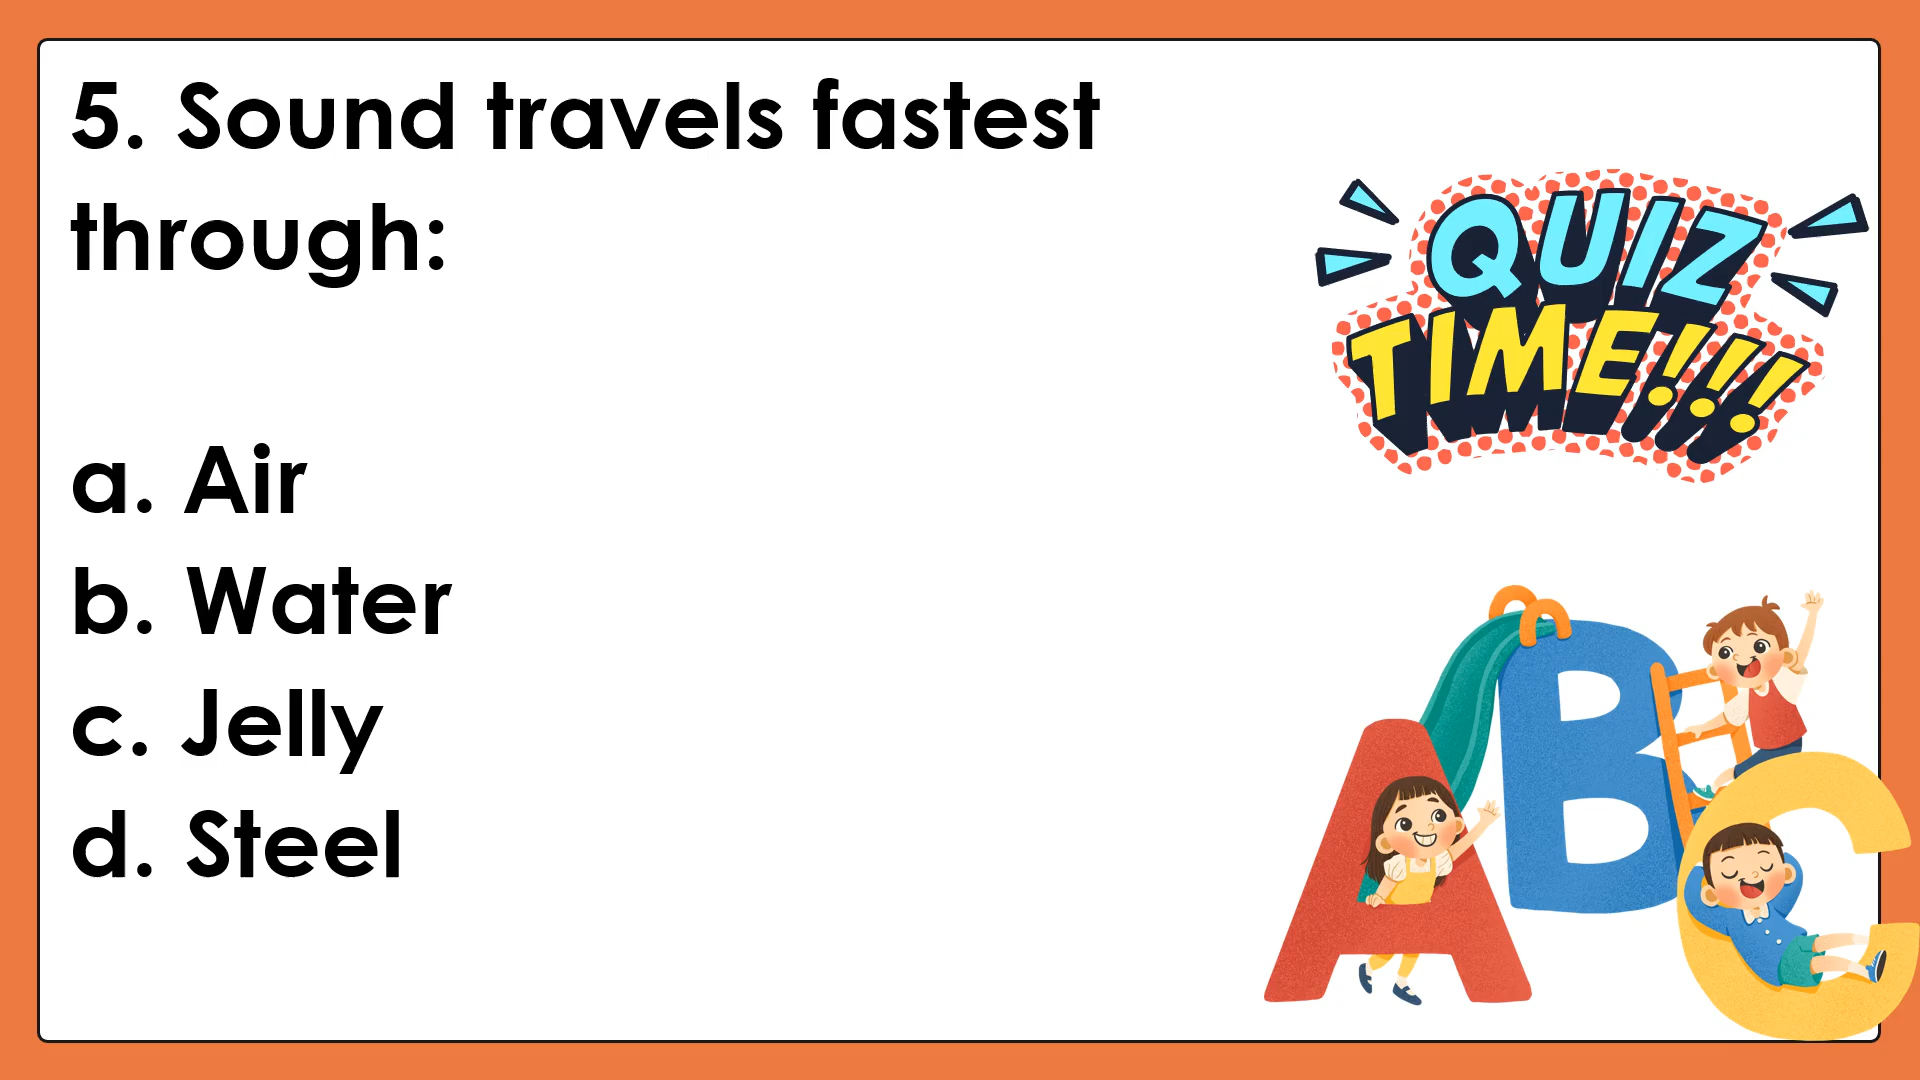 5. Sound travels fastest
through:
a. Air
b. Water
c. Jelly
d. Steel
QUIZ
TIME!!!
ABC